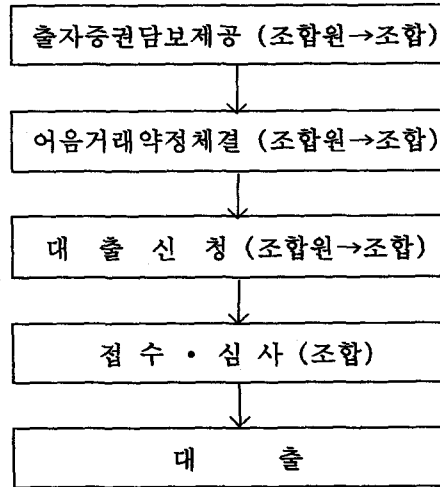 출자증권담보제공 (조합원→조합)
어음거래약정체결 (조합원→조합)
대 출 신 청 (조합원→조합)
접 수 · 심 사 (조합)
대 출